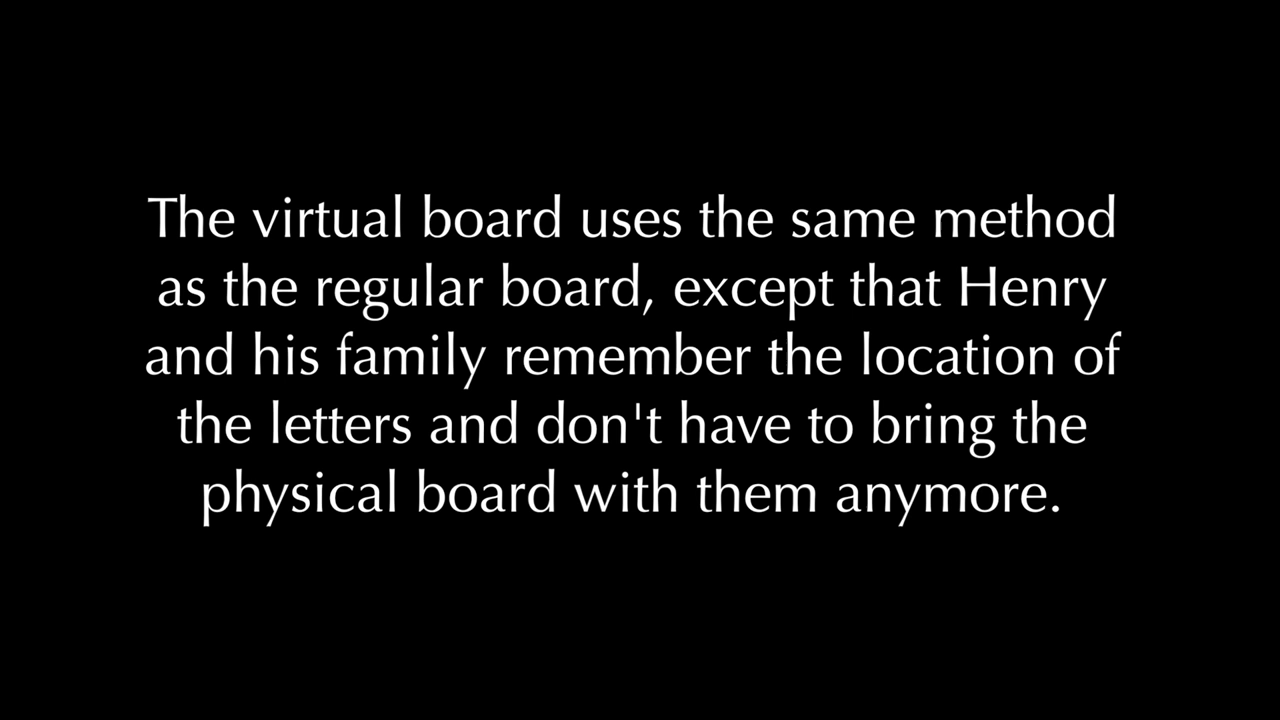 The virtual board uses the same method
as the regular board, except that Henry
and his family remember the location of
the letters and don't have to bring the
physical board with them anymore.